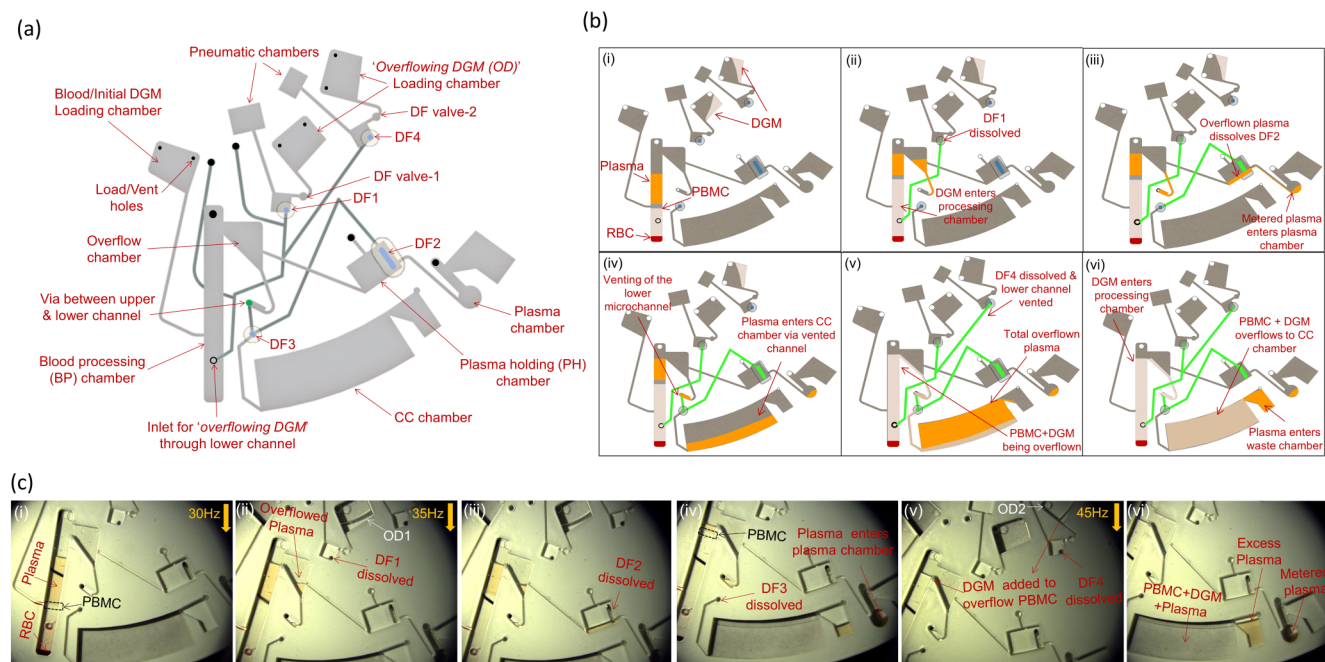 (a)
Pneumatic chambers
'Overflowing DGM (OD)'
Loading chamber
Blood/Initial DGM
Loading chamber
DF valve-2
DF4
Load/Vent
holes
DF valve-1
DF1
Overflow
chamber
DF2
Via between upper
& lower channel
Plasma
chamber
DF3
Blood processing
(BP) chamber
Plasma holding (PH)
chamber
CC chamber
Inlet for 'overflowing DGM'
through lower channel
(b)
(i)
DGM
Plasma
PBMC
RBC
(ii)
DF1
dissolved
DGM enters
processing
chamber
(iii)
Overflown plasma
dissolves DF2
Metered plasma
enters plasma
chamber
(iv)
Venting of the
lower
microchannel
Plasma enters CC
chamber via vented
channel
(v)
DF4 dissolved &
lower channel
vented
Total overflown
plasma
PBMC+DGM
being overflown
(vi)
DGM enters
processing
chamber
PBMC + DGM
overflows to CC
chamber
Plasma enters
waste chamber
(c)
(i)
30Hz
Plasma
PBMC
RBC
(ii)
35Hz
Overflowed
Plasma
OD1
DF1
dissolved
(iii)
DF2
dissolved
(iv)
PBMC
Plasma enters
plasma chamber
DF3
dissolved
(v)
OD2
45Hz
DGM added to
overflow PBMC
DF4
dissolved
(vi)
Excess
Plasma
Metered
plasma
PBMC+DGM
+Plasma